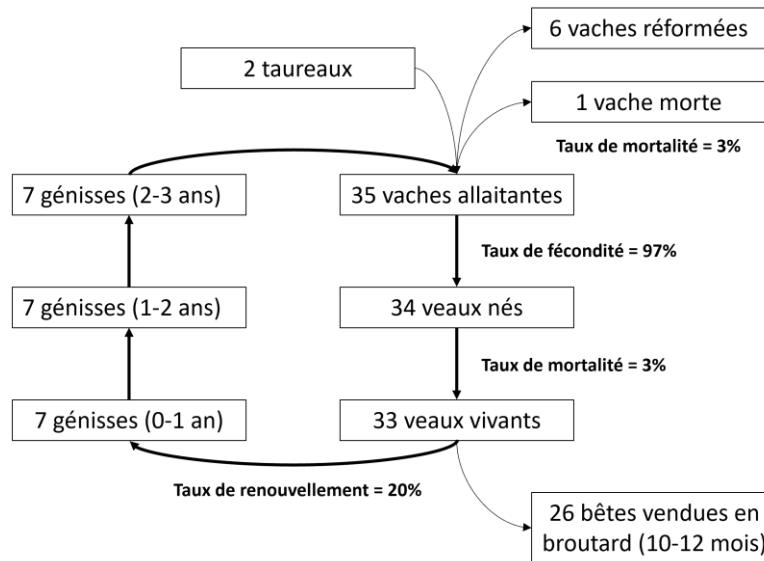 6 vaches réformées
2 taureaux
1 vache morte
Taux de mortalité = 3%
7 génisses (2-3 ans)
35 vaches allaitantes
Taux de fécondité = 97%
7 génisses (1-2 ans)
34 veaux nés
Taux de mortalité = 3%
7 génisses (0-1 an)
33 veaux vivants
Taux de renouvellement = 20%
26 bêtes vendues en
broutard (10-12 mois)